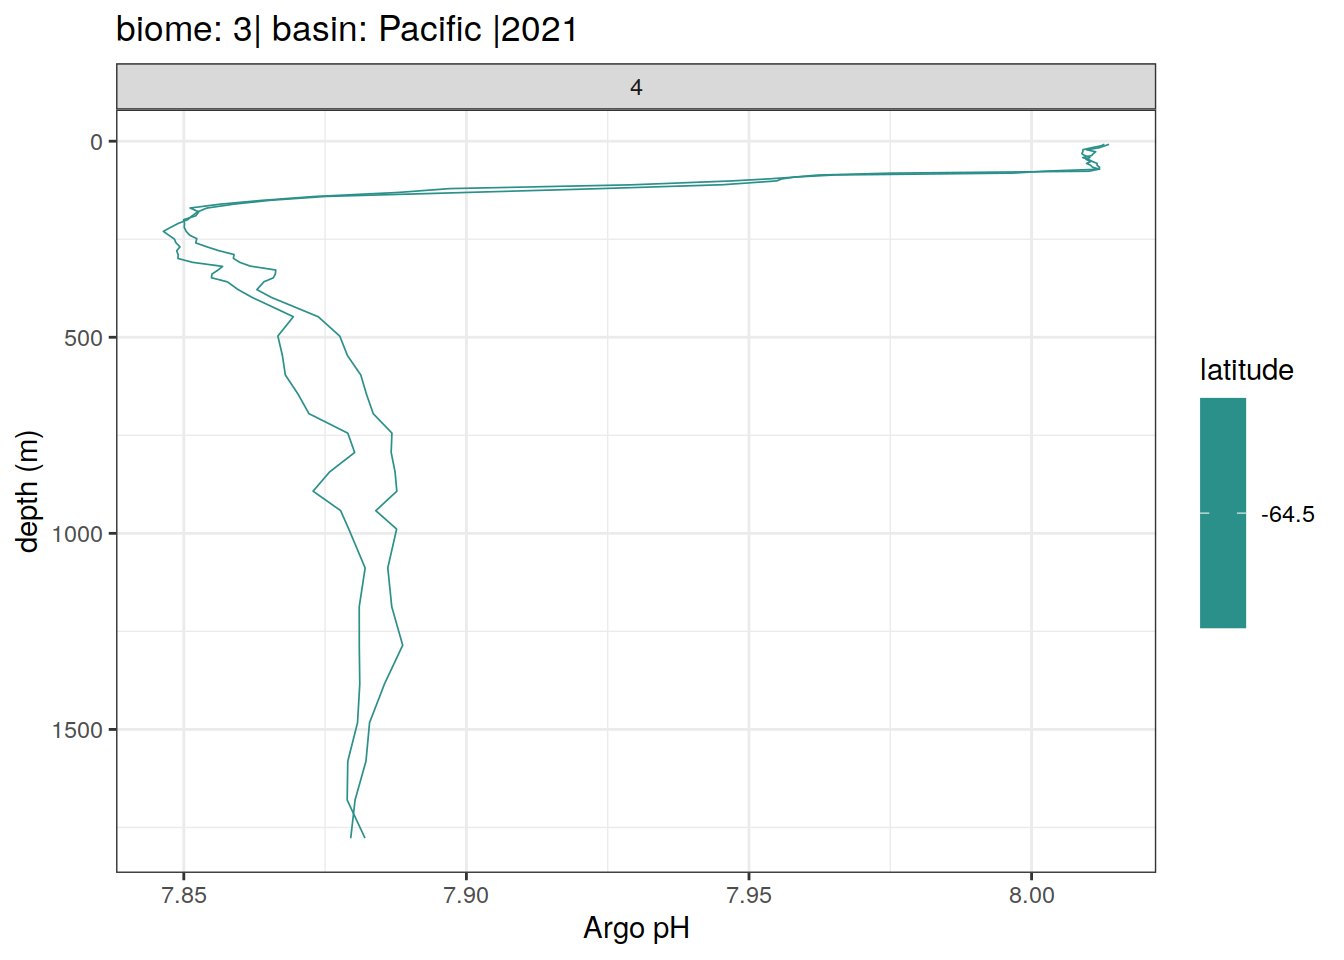 biome: 3| basin: Pacific |2021
4
0
500
1000
1500
depth (m)
7.85
7.90
7.95
8.00
Argo pH
latitude
-64.5